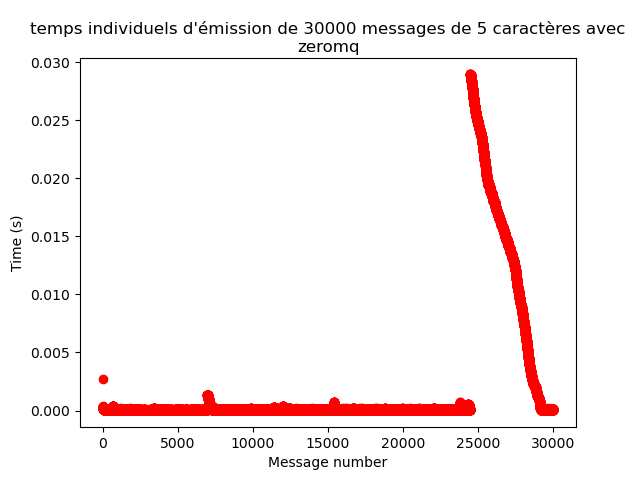 temps individuels d'émission de 30000 messages de 5 caractères avec
zeromq
0.030
0.025
0.020
0.015
0.010
0.005
0.000
Time (s)
0 5000 10000 15000 20000 25000 30000
Message number